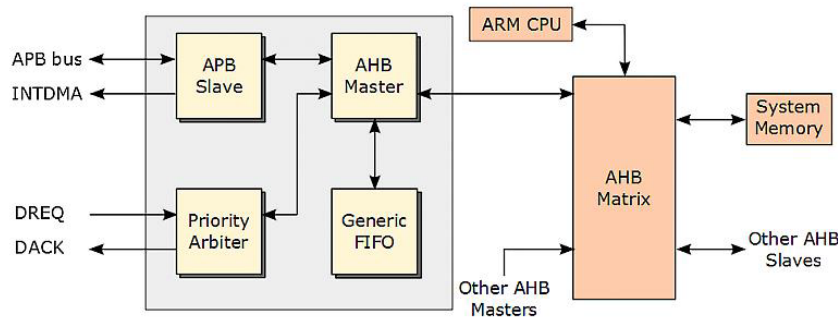 ARM CPU
APB bus
INTDMA
APB
Slave
AHB
Master
System
Memory
AHB
Matrix
DREQ
DACK
Priority
Arbiter
Generic
FIFO
Other AHB
Masters
Other AHB
Slaves